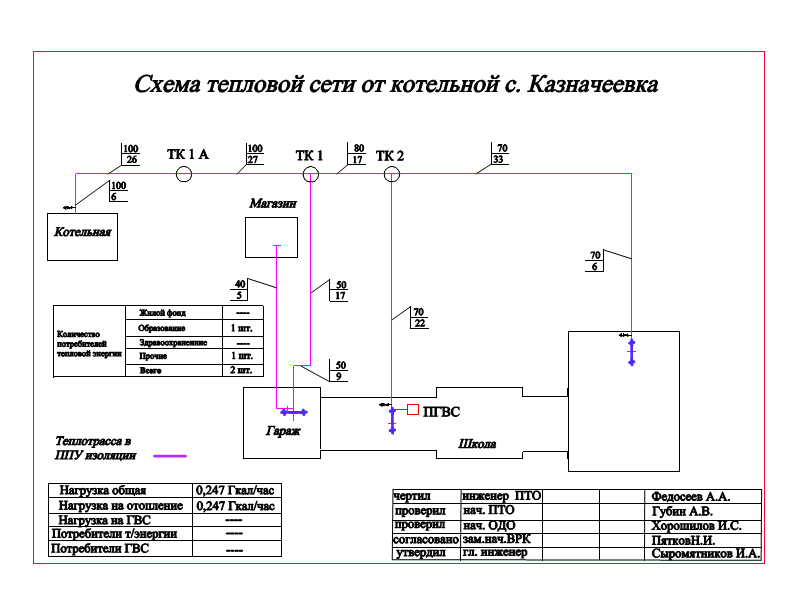 Схема тепловой сети от котельной с. Казначеевка
100
26
ТК 1 А
100
27
ТК 1
80
17
ТК 2
70
33
100
6
Магазин
Котельная
70
6
40
5
50
17
70
22
Количество
потребителей
тепловой энергии
Жилой фонд ----
Образование 1 шт.
Здравоохранение ----
Прочие 1 шт.
Всего 2 шт.
50
9
ПГВС
Гараж
Школа
Теплотрасса в
ППУ изоляции
Нагрузка общая 0,247 Гкал/час
Нагрузка на отопление 0,247 Гкал/час
Нагрузка на ГВС ----
Потребители т/энергии ----
Потребители ГВС ----
чертил инженер ПТО Федосеев А.А.
проверил нач. ПТО Губин А.В.
проверил нач. ОДО Хорошилов И.С.
согласовано зам.нач.ВРК ПятковН.И.
утвердил гл. инженер Сыромятников И.А.